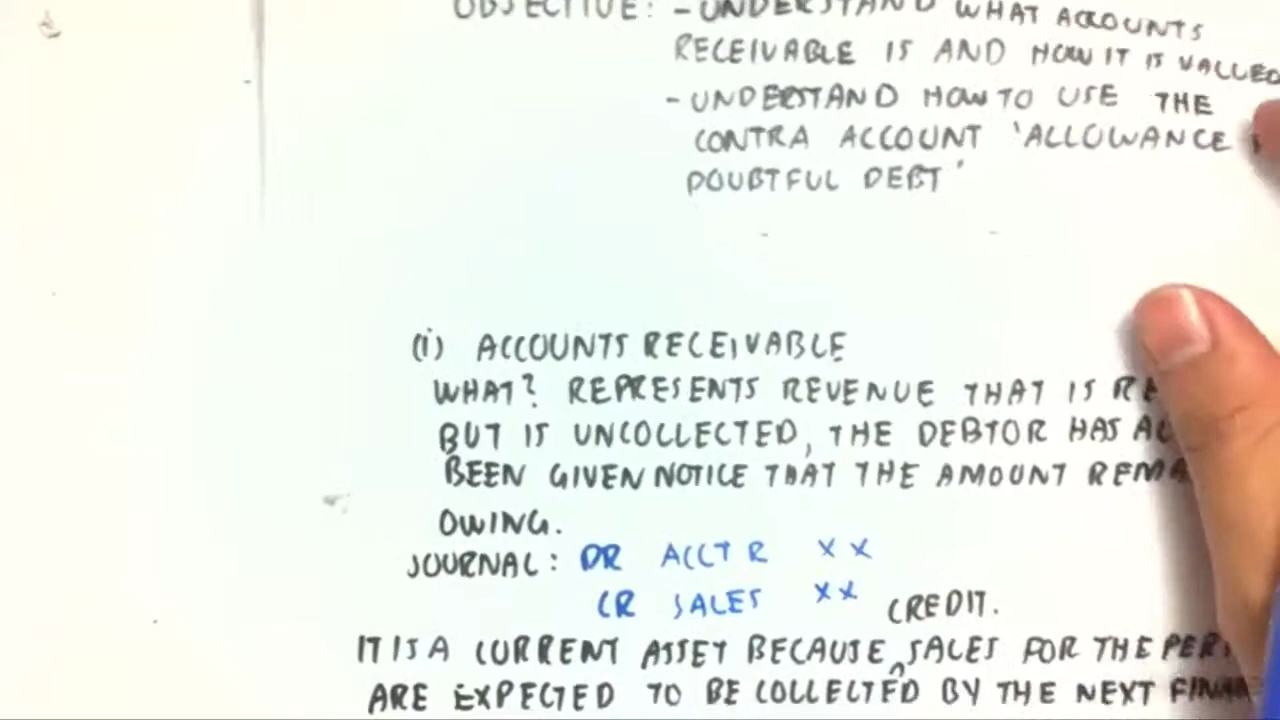 OBJECTIVE: - UNDERSTAND WHAT ACCOUNTS
RECEIVABLE IS AND HOW IT IS VALUED
- UNDERSTAND HOW TO USE THE
CONTRA ACCOUNT 'ALLOWANCE
DOUBTFUL DEBT'
(i) ACCOUNTS RECEIVABLE
WHAT? REPRESENTS REVENUE THAT IS
BUT IS UNCOLLECTED, THE DEBTOR HAS
BEEN GIVEN NOTICE THAT THE AMOUNT
OWING.
JOURNAL: DR ACCT R XX
CR SALES XX CREDIT.
IT IS A CURRENT ASSET BECAUSE ^ SALES FOR THE
ARE EXPECTED TO BE COLLECTED BY THE NEXT